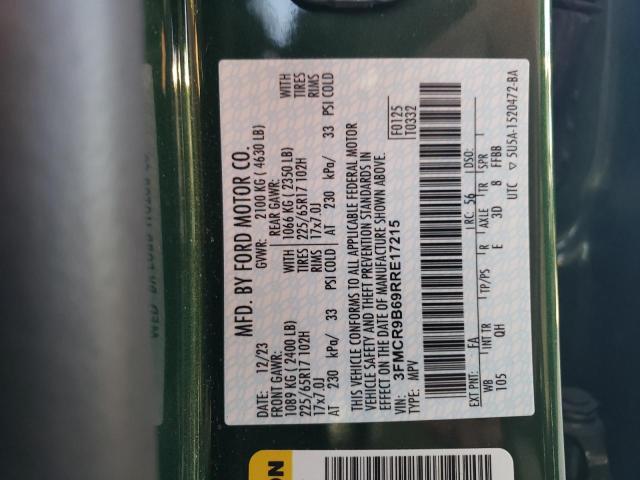 MFD. BY FORD MOTOR CO.
DATE: 12/23 GVWR: 2100 KG ( 4630 LB)
FRONT GAWR: REAR GAWR: WITH
1089 KG ( 2400 LB) 1066 KG ( 2350 LB) TIRES
225/65R17 102H TIRES 225/65R17 102H RIMS
17x7.0J RIMS 17x7.0J
AT 230 kPa/ 33 PSI COLD AT 230 kPa/ 33 PSI COLD
THIS VEHICLE CONFORMS TO ALL APPLICABLE FEDERAL MOTOR
VEHICLE SAFETY AND THEFT PREVENTION STANDARDS IN
EFFECT ON THE DATE OF MANUFACTURE SHOWN ABOVE.
F0125
T0332
VIN: 3FMCR9B69RRE17215
TYPE: MPV
EXT PNT: EA RC: 56 DSO:
WB INT TR TP/PS R AXLE TR SPR
105 QH E 3D 8 FFBB
UTC ▽ 5U5A-1520472-BA
ON